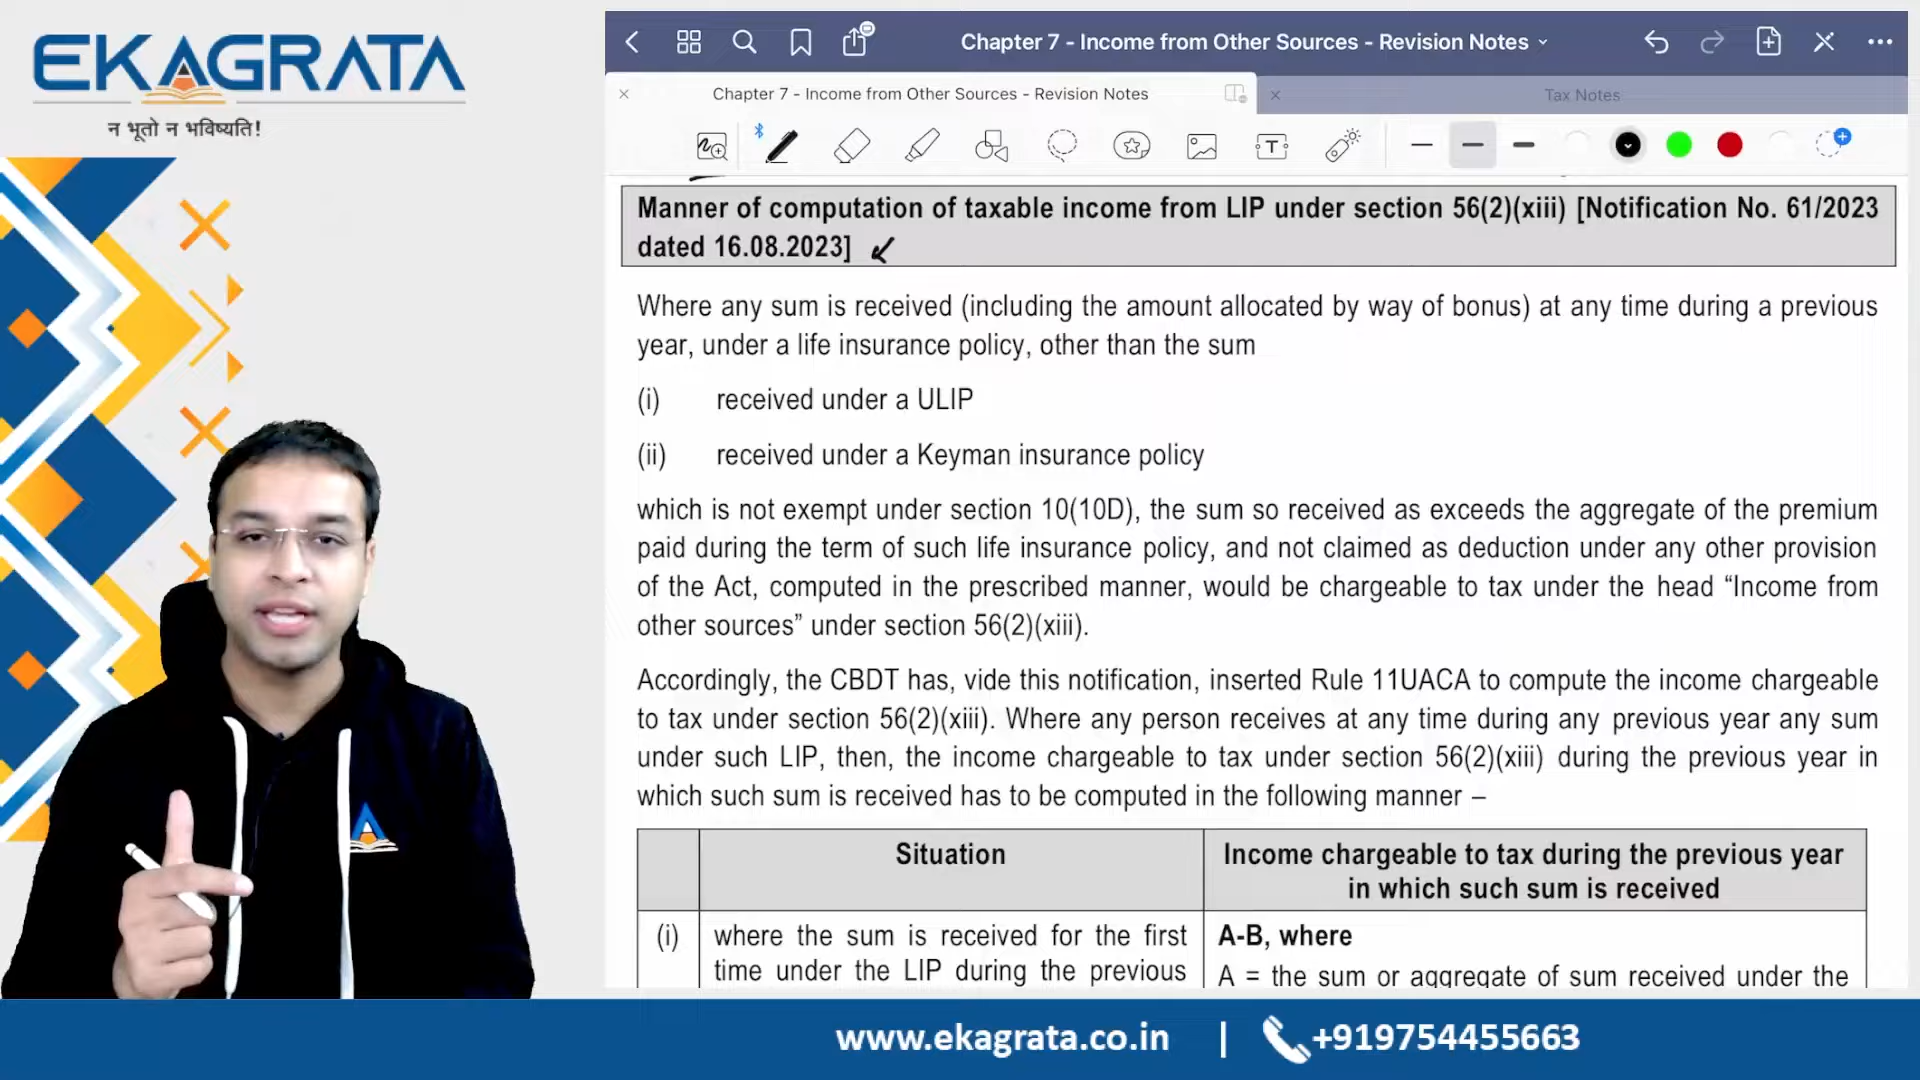 EKAGRATA
न भूतो न भविष्यति!
Chapter 7 - Income from Other Sources - Revision Notes
Chapter 7 - Income from Other Sources - Revision Notes
Tax Notes
Manner of computation of taxable income from LIP under section 56(2)(xiii) [Notification No. 61/2023
dated 16.08.2023]
Where any sum is received (including the amount allocated by way of bonus) at any time during a previous
year, under a life insurance policy, other than the sum
(i) received under a ULIP
(ii) received under a Keyman insurance policy
which is not exempt under section 10(10D), the sum so received as exceeds the aggregate of the premium
paid during the term of such life insurance policy, and not claimed as deduction under any other provision
of the Act, computed in the prescribed manner, would be chargeable to tax under the head “Income from
other sources” under section 56(2)(xiii).
Accordingly, the CBDT has, vide this notification, inserted Rule 11UACA to compute the income chargeable
to tax under section 56(2)(xiii). Where any person receives at any time during any previous year any sum
under such LIP, then, the income chargeable to tax under section 56(2)(xiii) during the previous year in
which such sum is received has to be computed in the following manner –
Situation
Income chargeable to tax during the previous year
in which such sum is received
(i) where the sum is received for the first
time under the LIP during the previous
A-B, where
A = the sum or aggregate of sum received under the
www.ekagrata.co.in | +919754455663